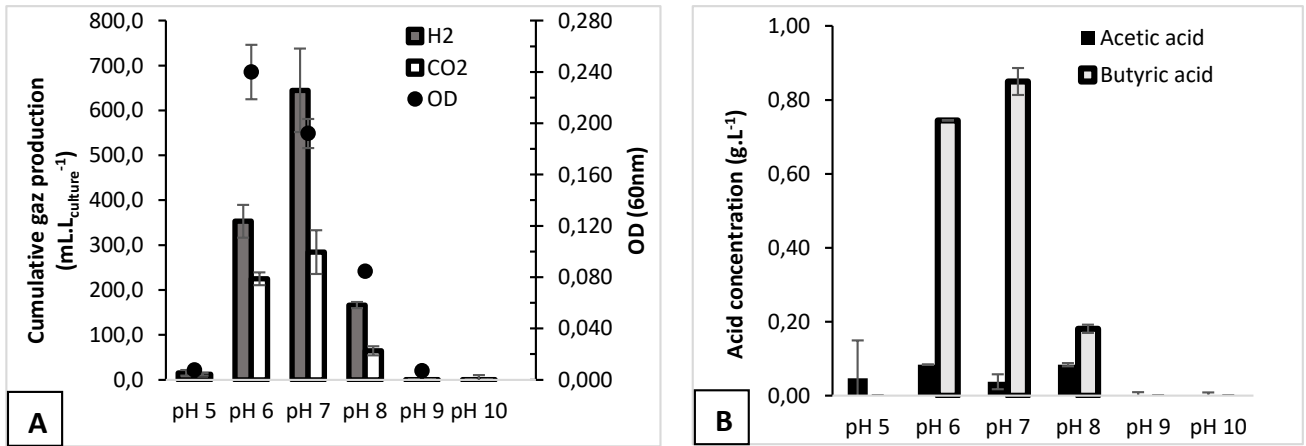 Cumulative gaz production
(mL.Lculture-1)
800,0
700,0
600,0
500,0
400,0
300,0
200,0
100,0
0,0
H2
CO2
OD
0,280
0,240
0,200
0,160
0,120
0,080
0,040
0,000
OD (60nm)
pH 5 pH 6 pH 7 pH 8 pH 9 pH 10
A
Acid concentration (g.L-1)
1,00
0,80
0,60
0,40
0,20
0,00
Acetic acid
Butyric acid
pH 5 pH 6 pH 7 pH 8 pH 9 pH 10
B